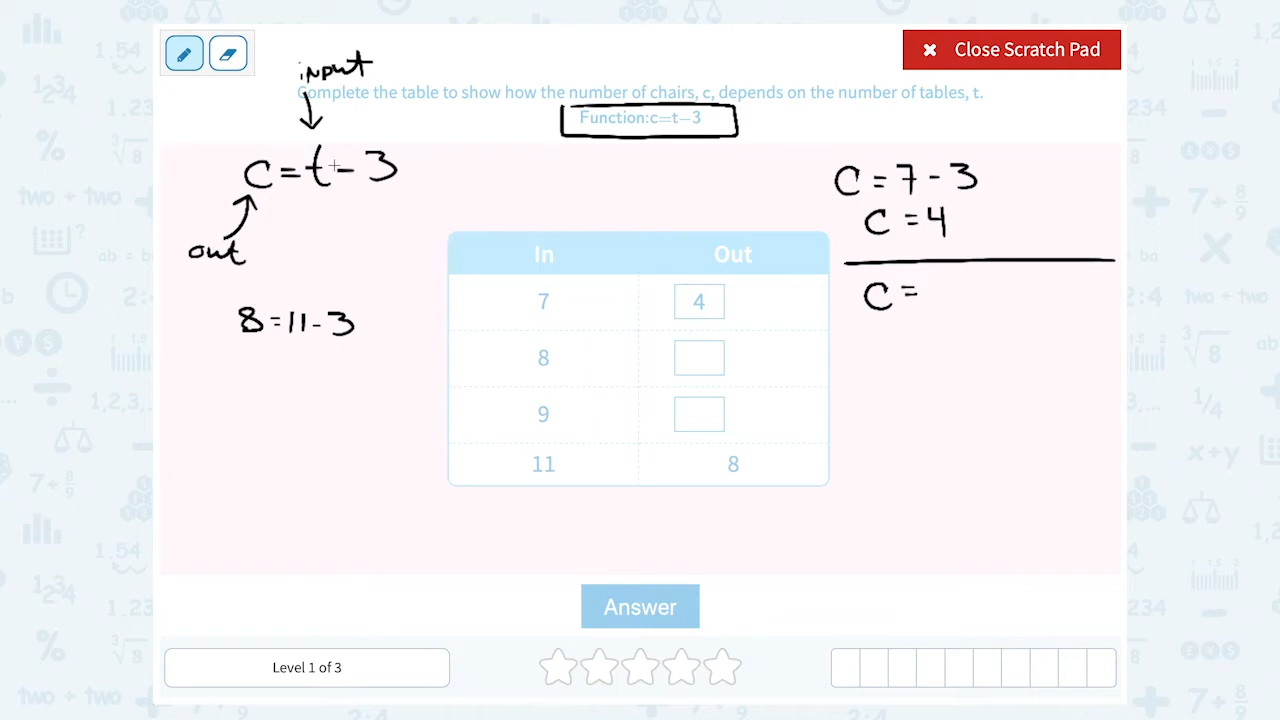 Close Scratch Pad
input
Complete the table to show how the number of chairs, c, depends on the number of tables, t.
Function:c=t−3
c = t - 3
out
8 = 11 - 3
C = 7 - 3
C = 4
C =
In Out
7 4
8
9
11 8
Answer
Level 1 of 3